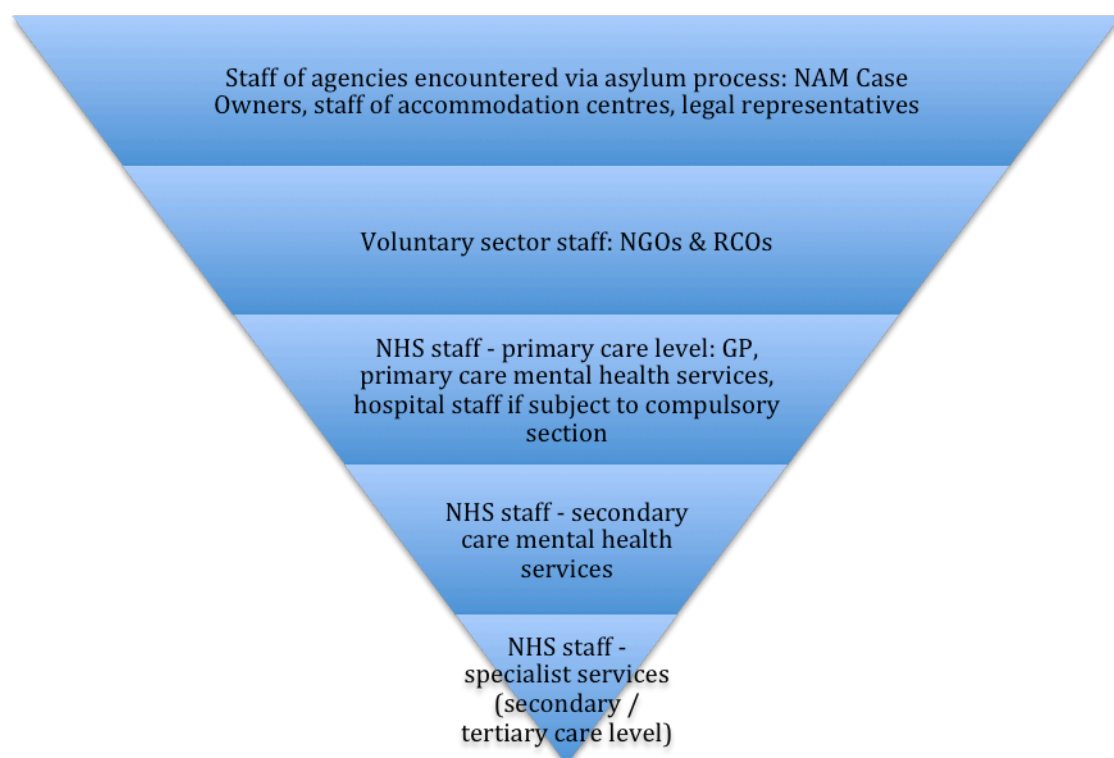 Staff of agencies encountered via asylum process: NAM Case
Owners, staff of accommodation centres, legal representatives
Voluntary sector staff: NGOs & RCOs
NHS staff - primary care level: GP,
primary care mental health services,
hospital staff if subject to compulsory
section
NHS staff - secondary
care mental health
services
NHS staff -
specialist services
(secondary /
tertiary care level)